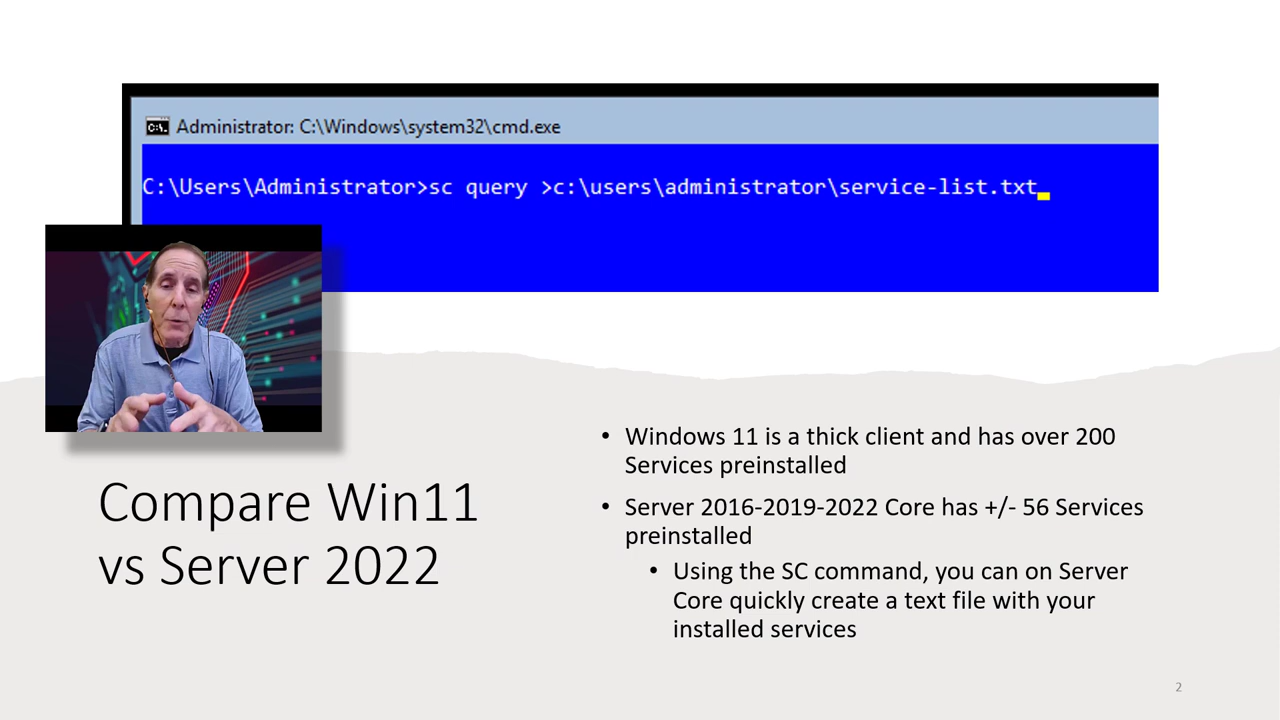 C:\.
Administrator: C:\Windows\system32\cmd.exe
C:\Users\Administrator>sc query >c:\users\administrator\service-list.txt
Compare Win11
vs Server 2022
• Windows 11 is a thick client and has over 200
Services preinstalled
• Server 2016-2019-2022 Core has +/- 56 Services
preinstalled
• Using the SC command, you can on Server
Core quickly create a text file with your
installed services
2